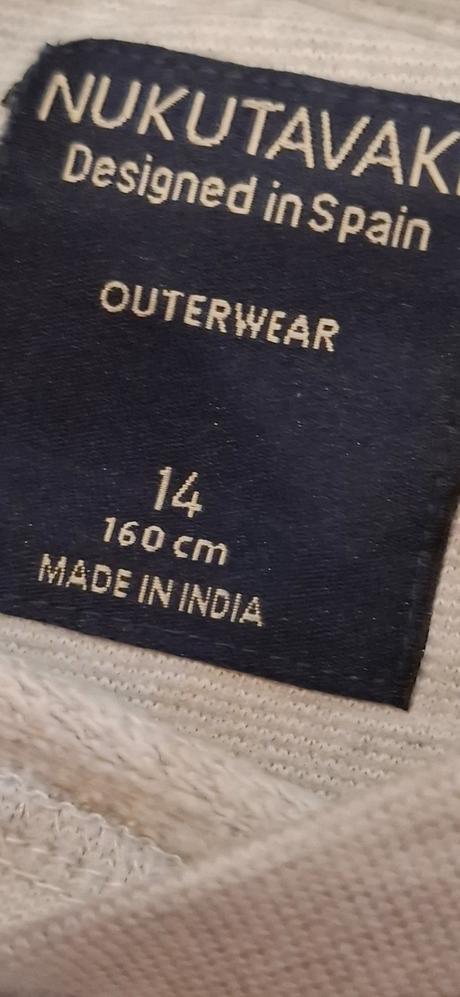 NUKUTAVAK
Designed in Spain
OUTERWEAR
14
160 cm
MADE IN INDIA